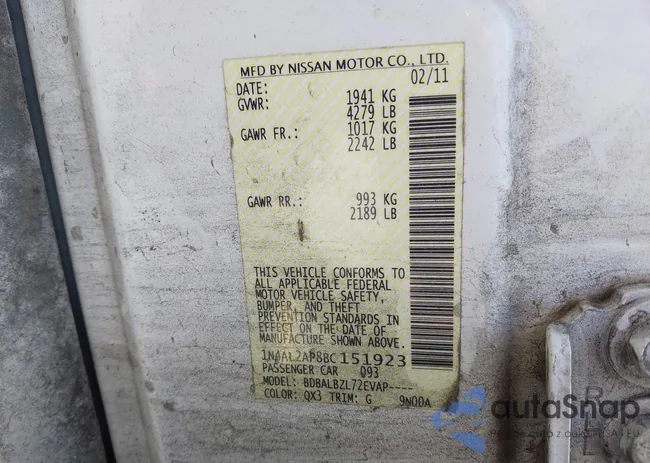 MFD BY NISSAN MOTOR CO., LTD.
DATE: 02/11
GVWR: 1941 KG
4279 LB
GAWR FR.: 1017 KG
2242 LB
GAWR RR.: 993 KG
2189 LB
THIS VEHICLE CONFORMS TO
ALL APPLICABLE FEDERAL
MOTOR VEHICLE SAFETY,
BUMPER, AND THEFT
PREVENTION STANDARDS IN
EFFECT ON THE DATE OF
MANUFACTURE SHOWN ABOVE.
1N4AL2AP8BC151923
PASSENGER CAR 093
MODEL: BDBALBZL72EVAP----
COLOR: QX3 TRIM: G 9NODA
autoSnap